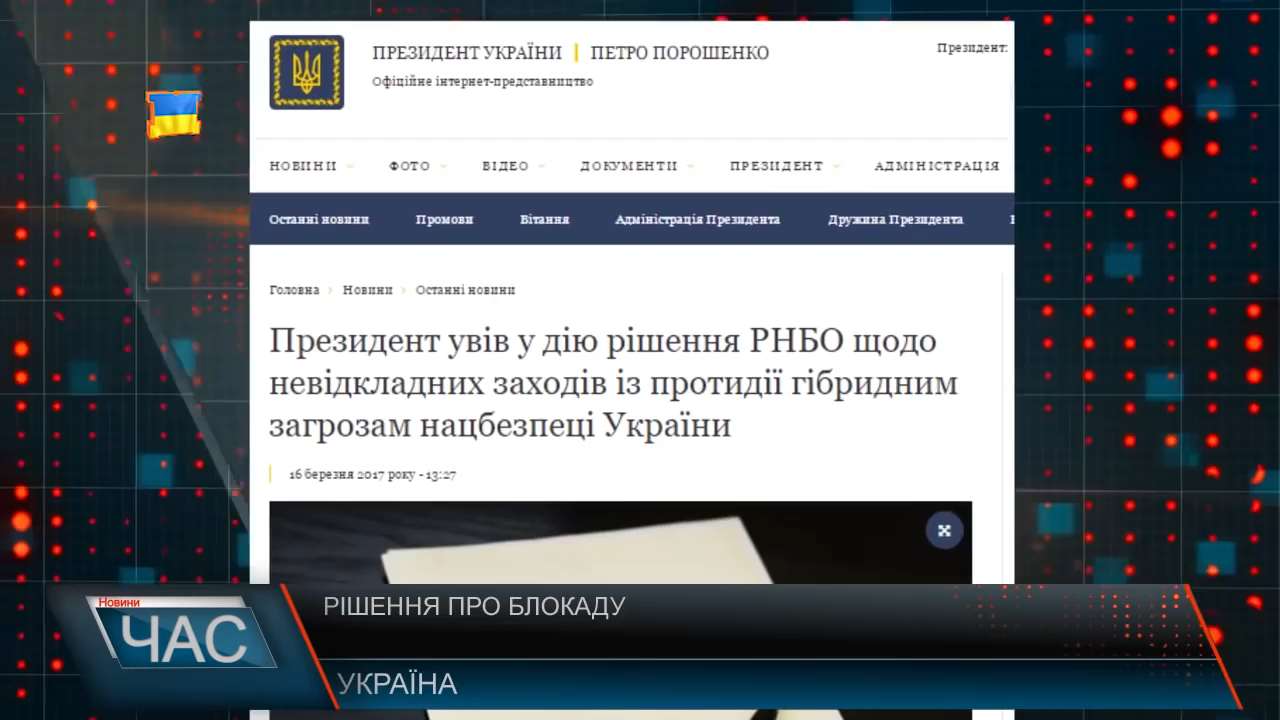 ПРЕЗИДЕНТ УКРАЇНИ | ПЕТРО ПОРОШЕНКО
Офіційне інтернет-представництво
Президент:
НОВИНИ ФОТО ВІДЕО ДОКУМЕНТИ ПРЕЗИДЕНТ АДМІНІСТРАЦІЯ
Останні новини Промови Вітання Адміністрація Президента Дружина Президента
Головна › Новини › Останні новини
Президент увів у дію рішення РНБО щодо
невідкладних заходів із протидії гібридним
загрозам нацбезпеці України
16 березня 2017 року - 13:27
Новини
ЧАС
РІШЕННЯ ПРО БЛОКАДУ
УКРАЇНА